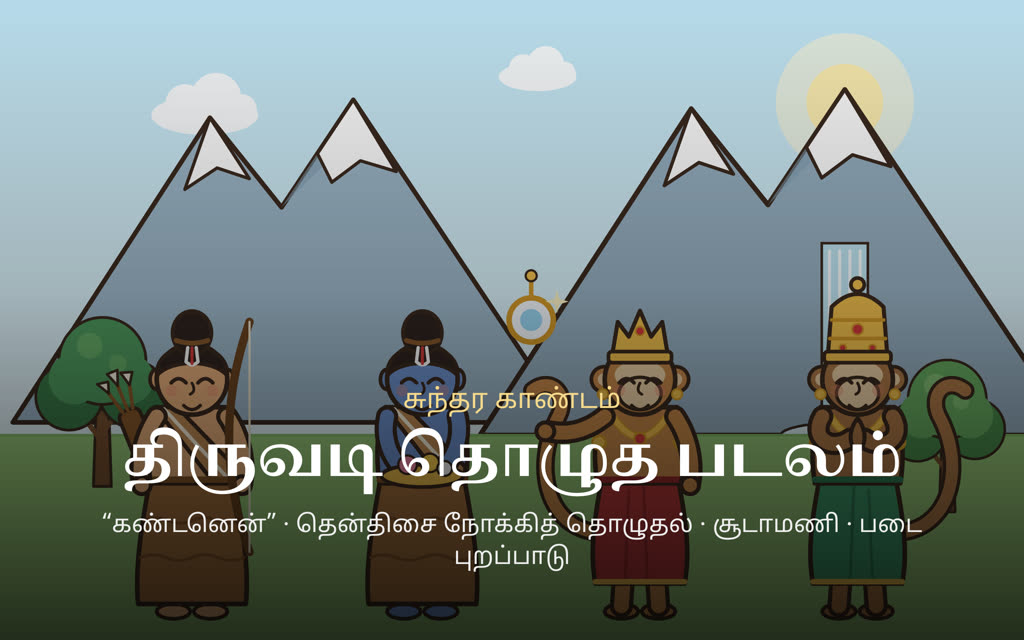 சுந்தர காண்டம்
திருவடி தொழுத படலம்
“கண்டனென்” · தென்திசை நோக்கித் தொழுதல் · சூடாமணி · படை
புறப்பாடு